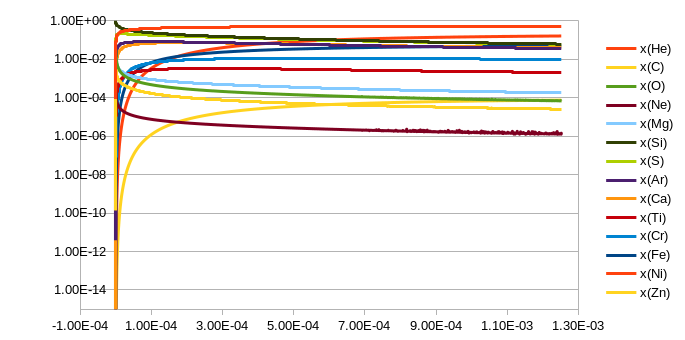 1.00E+00
1.00E-02
1.00E-04
1.00E-06
1.00E-08
1.00E-10
1.00E-12
1.00E-14
-1.00E-04 1.00E-04 3.00E-04 5.00E-04 7.00E-04 9.00E-04 1.10E-03 1.30E-03
x(He)
x(C)
x(O)
x(Ne)
x(Mg)
x(Si)
x(S)
x(Ar)
x(Ca)
x(Ti)
x(Cr)
x(Fe)
x(Ni)
x(Zn)